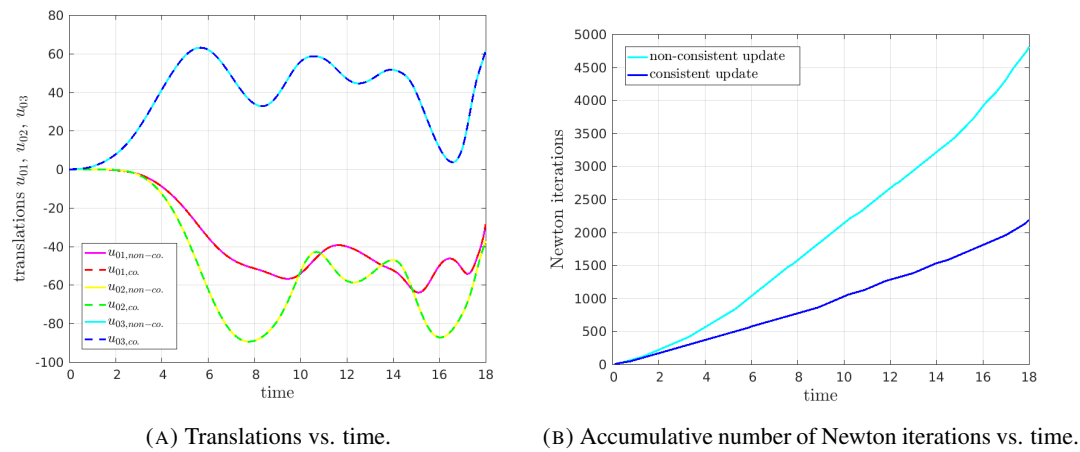 80
60
40
20
0
-20
-40
-60
-80
-100
translations u01, u02, u03
u01,non−co.
u01,co.
u02,non−co.
u02,co.
u03,non−co.
u03,co.
0 2 4 6 8 10 12 14 16 18
time
(A) Translations vs. time.
5000
4500
4000
3500
3000
2500
2000
1500
1000
500
0
Newton iterations
non-consistent update
consistent update
0 2 4 6 8 10 12 14 16 18
time
(B) Accumulative number of Newton iterations vs. time.